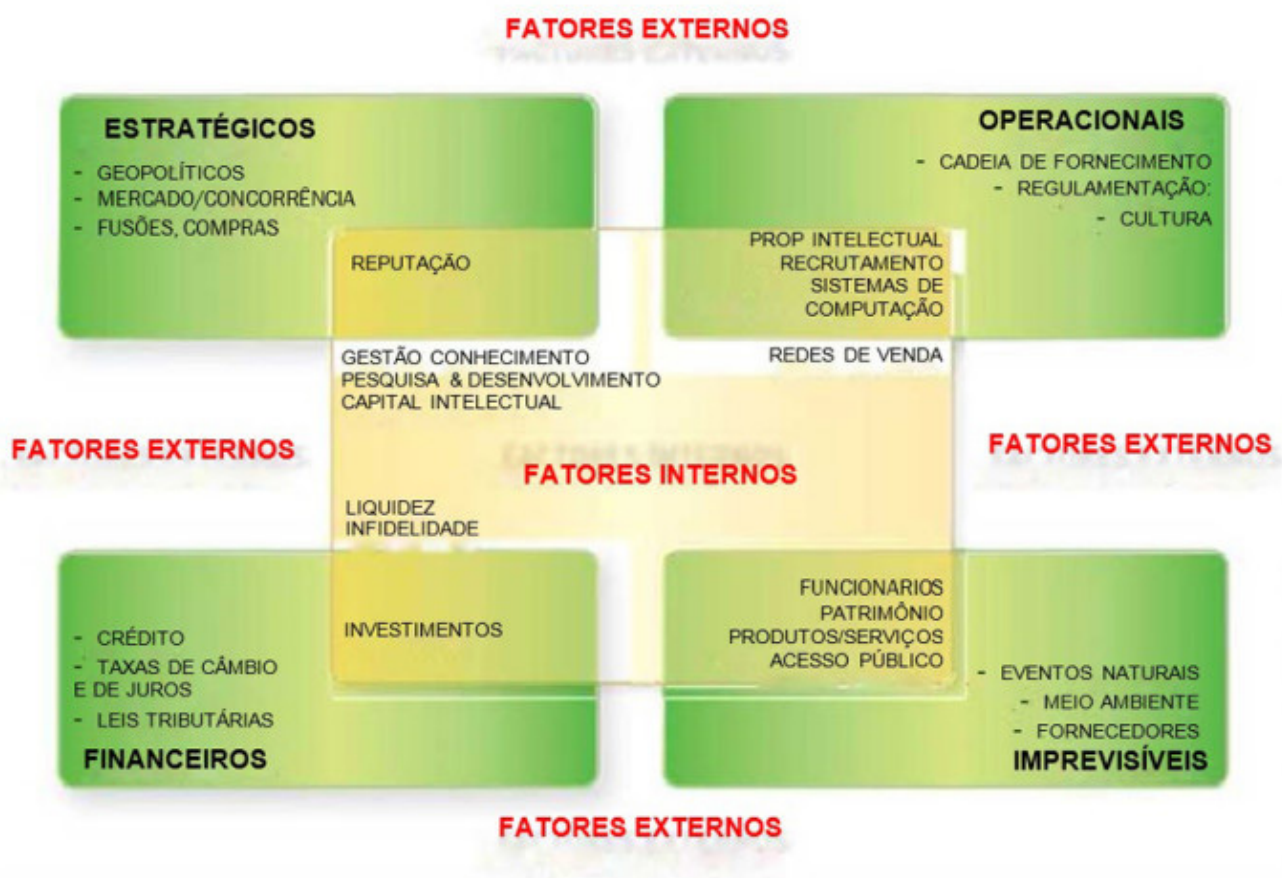 FATORES EXTERNOS
ESTRATÉGICOS
- GEOPOLÍTICOS
- MERCADO/CONCORRÊNCIA
- FUSÕES, COMPRAS
REPUTAÇÃO
OPERACIONAIS
- CADEIA DE FORNECIMENTO
- REGULAMENTAÇÃO:
- CULTURA
PROP INTELECTUAL
RECRUTAMENTO
SISTEMAS DE
COMPUTAÇÃO
GESTÃO CONHECIMENTO
PESQUISA & DESENVOLVIMENTO
CAPITAL INTELECTUAL
REDES DE VENDA
FATORES EXTERNOS
FATORES INTERNOS
FATORES EXTERNOS
LIQUIDEZ
INFIDELIDADE
INVESTIMENTOS
- CRÉDITO
- TAXAS DE CÂMBIO
E DE JUROS
- LEIS TRIBUTÁRIAS
FINANCEIROS
FUNCIONARIOS
PATRIMÔNIO
PRODUTOS/SERVIÇOS
ACESSO PÚBLICO
- EVENTOS NATURAIS
- MEIO AMBIENTE
- FORNECEDORES
IMPREVISÍVEIS
FATORES EXTERNOS